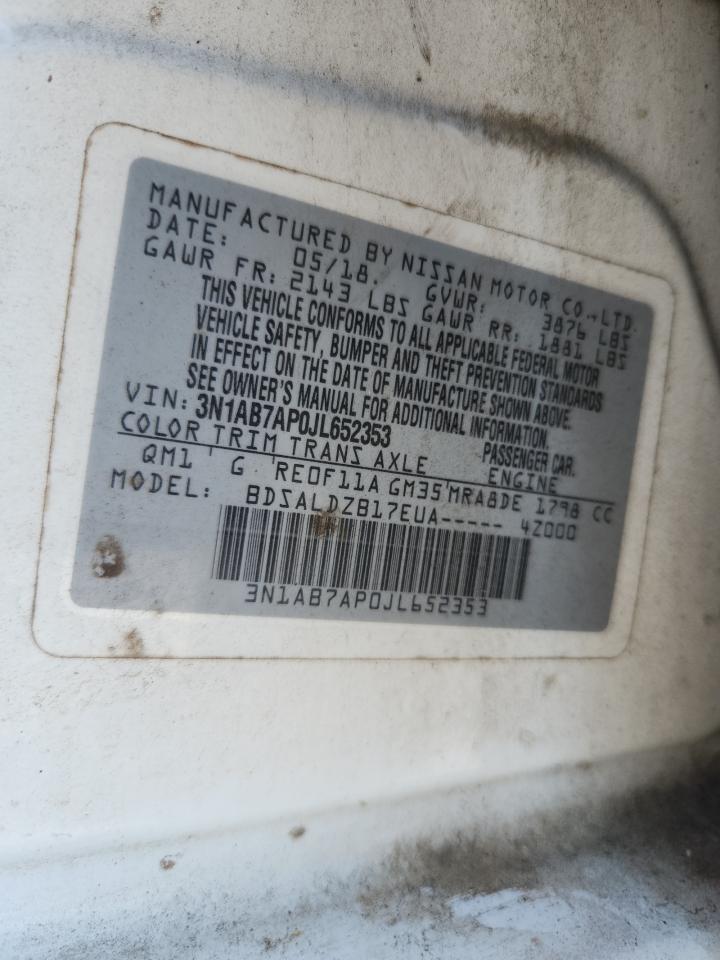 MANUFACTURED BY NISSAN MOTOR CO.,LTD.
DATE: 05/18. GVWR: 3876 LBS
GAWR FR: 2143 LBS GAWR RR: 1881 LBS
THIS VEHICLE CONFORMS TO ALL APPLICABLE FEDERAL MOTOR
VEHICLE SAFETY, BUMPER AND THEFT PREVENTION STANDARDS
IN EFFECT ON THE DATE OF MANUFACTURE SHOWN ABOVE.
SEE OWNER'S MANUAL FOR ADDITIONAL INFORMATION.
VIN: 3N1AB7AP0JL652353 PASSENGER CAR.
COLOR TRIM TRANS AXLE ENGINE
QM1 ' G ' RE0F11A GM35'MRA8DE 1798 CC
MODEL: BDSALDZB17EUA----- 4Z000
3N1AB7AP0JL652353